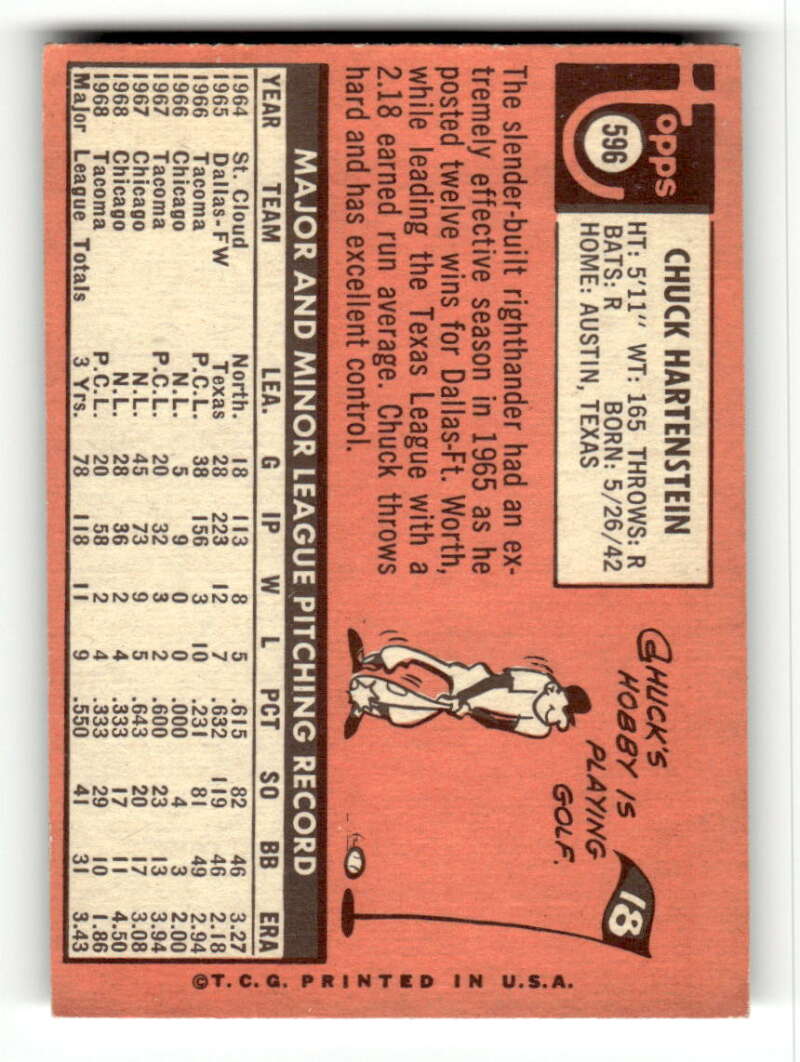 Topps
596
CHUCK HARTENSTEIN
HT: 5'11" WT: 165 THROWS: R
BATS: R BORN: 5/26/42
HOME: AUSTIN, TEXAS
CHUCK'S
HOBBY IS
PLAYING
GOLF.
18
The slender-built righthander had an ex-
tremely effective season in 1965 as he
posted twelve wins for Dallas-Ft. Worth,
while leading the Texas League with a
2.18 earned run average. Chuck throws
hard and has excellent control.
MAJOR AND MINOR LEAGUE PITCHING RECORD
YEAR TEAM LEA. G IP W L PCT SO BB ERA
1964 St. Cloud North. 18 113 8 5 .615 82 46 3.27
1965 Dallas-FW Texas 28 223 12 7 .632 119 46 2.18
1966 Tacoma P.C.L. 38 156 3 10 .231 81 49 2.94
1966 Chicago N.L. 5 9 0 0 .000 4 3 2.00
1967 Tacoma P.C.L. 20 32 3 2 .600 23 13 3.94
1967 Chicago N.L. 45 73 9 5 .643 20 17 3.08
1968 Chicago N.L. 28 36 2 4 .333 17 11 4.50
1968 Tacoma P.C.L. 20 58 2 4 .333 29 10 1.86
Major League Totals 3 Yrs. 78 118 11 9 .550 41 31 3.43
©T.C.G. PRINTED IN U.S.A.